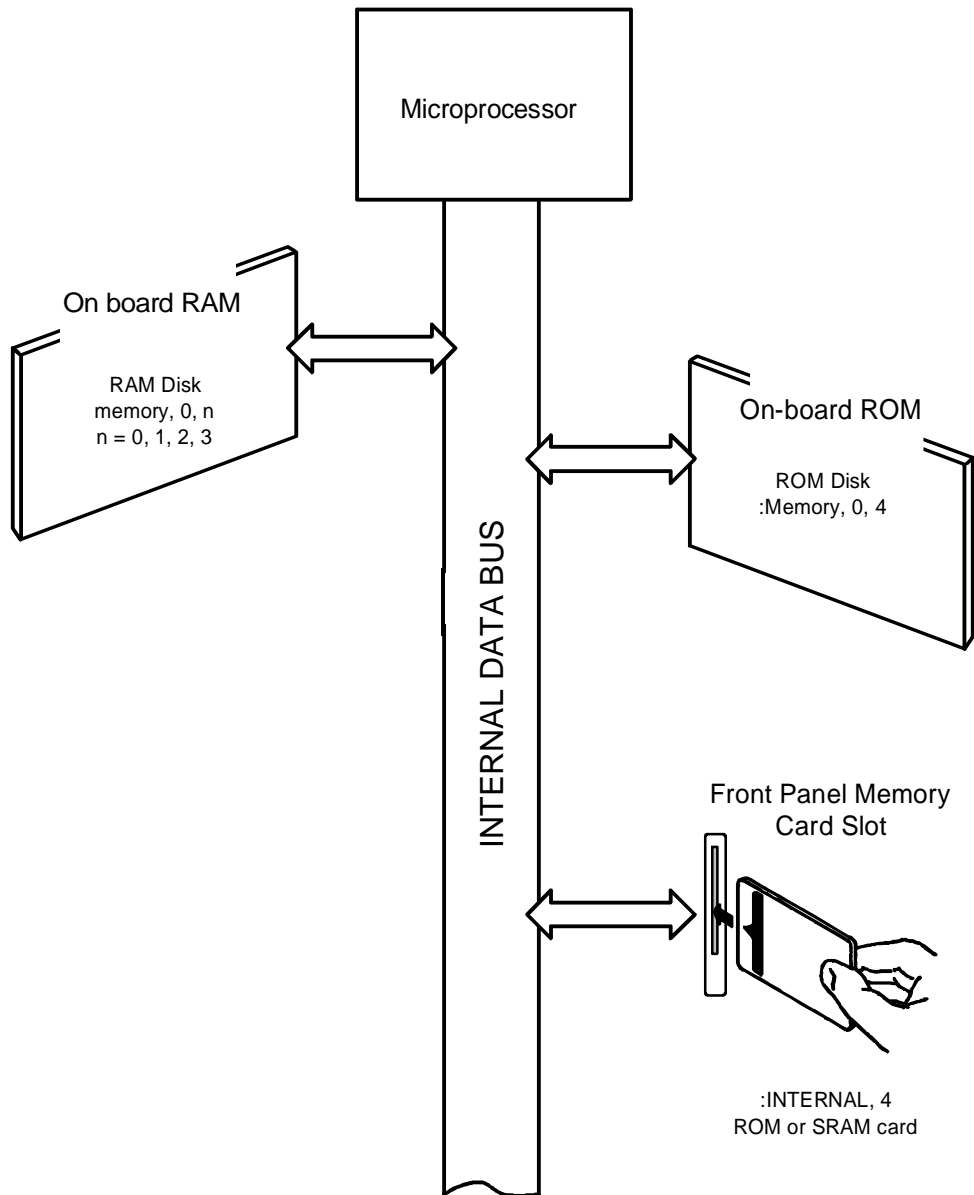 Microprocessor
On board RAM
RAM Disk
memory, 0, n
n = 0, 1, 2, 3
On-board ROM
ROM Disk
:Memory, 0, 4
INTERNAL DATA BUS
Front Panel Memory
Card Slot
:INTERNAL, 4
ROM or SRAM card